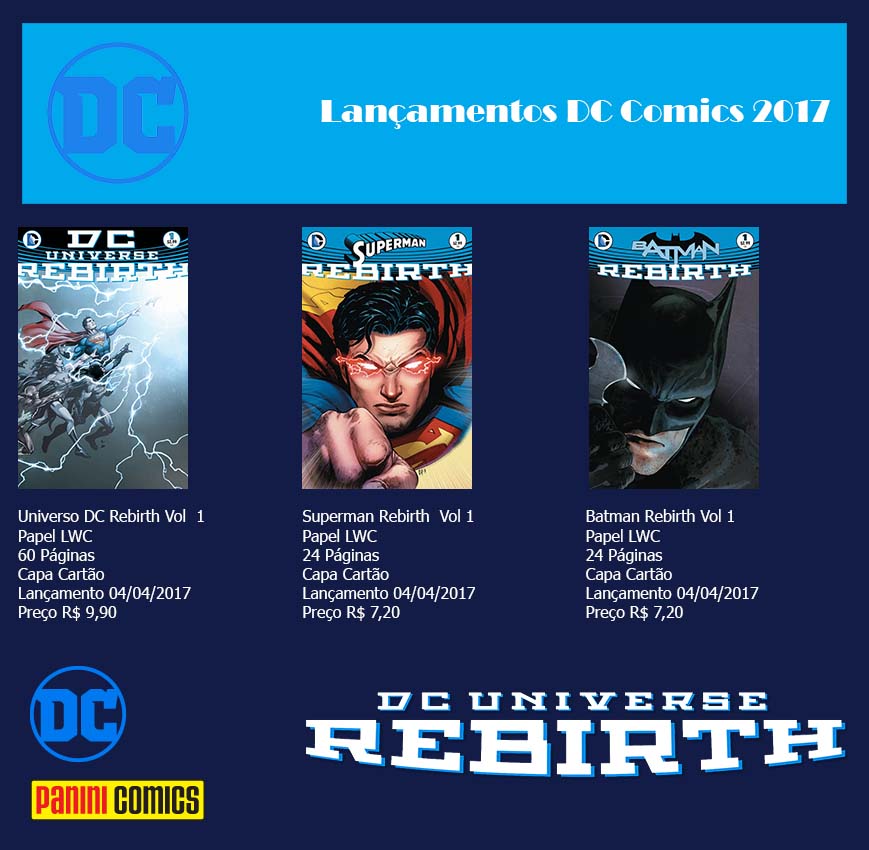 DC
Lançamentos DC Comics 2017
DC
UNIVERSE
REBIRTH
1
SUPERMAN
REBIRTH
1
BATMAN
REBIRTH
1
Universo DC Rebirth Vol  1
Papel LWC
60 Páginas
Capa Cartão
Lançamento 04/04/2017
Preço R$ 9,90
Superman Rebirth  Vol 1
Papel LWC
24 Páginas
Capa Cartão
Lançamento 04/04/2017
Preço R$ 7,20
Batman Rebirth Vol 1
Papel LWC
24 Páginas
Capa Cartão
Lançamento 04/04/2017
Preço R$ 7,20
DC
PANINI COMICS
DC UNIVERSE
REBIRTH